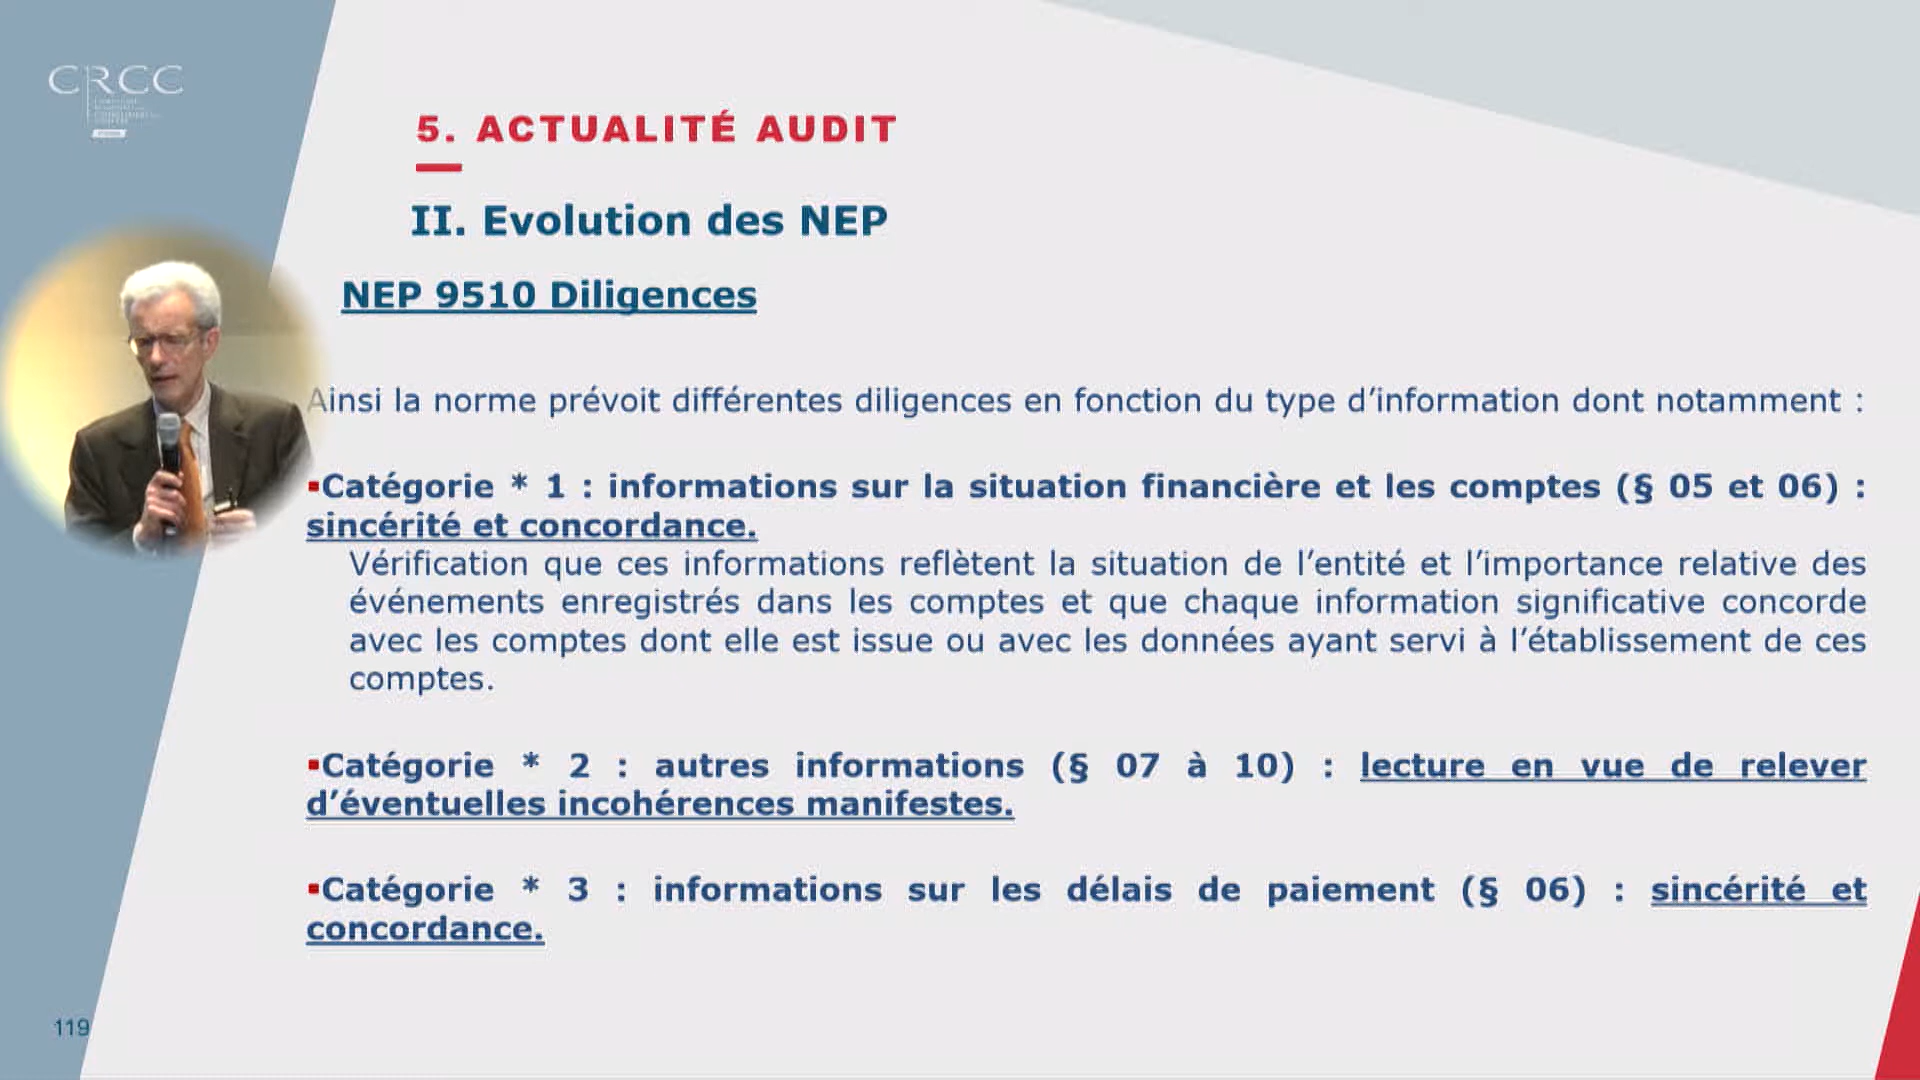 CRCC
5. ACTUALITÉ AUDIT
II. Evolution des NEP
NEP 9510 Diligences
Ainsi la norme prévoit différentes diligences en fonction du type d’information dont notamment :
▪Catégorie * 1 : informations sur la situation financière et les comptes (§ 05 et 06) :
sincérité et concordance.
Vérification que ces informations reflètent la situation de l’entité et l’importance relative des
événements enregistrés dans les comptes et que chaque information significative concorde
avec les comptes dont elle est issue ou avec les données ayant servi à l’établissement de ces
comptes.
▪Catégorie * 2 : autres informations (§ 07 à 10) : lecture en vue de relever
d’éventuelles incohérences manifestes.
▪Catégorie * 3 : informations sur les délais de paiement (§ 06) : sincérité et
concordance.
119